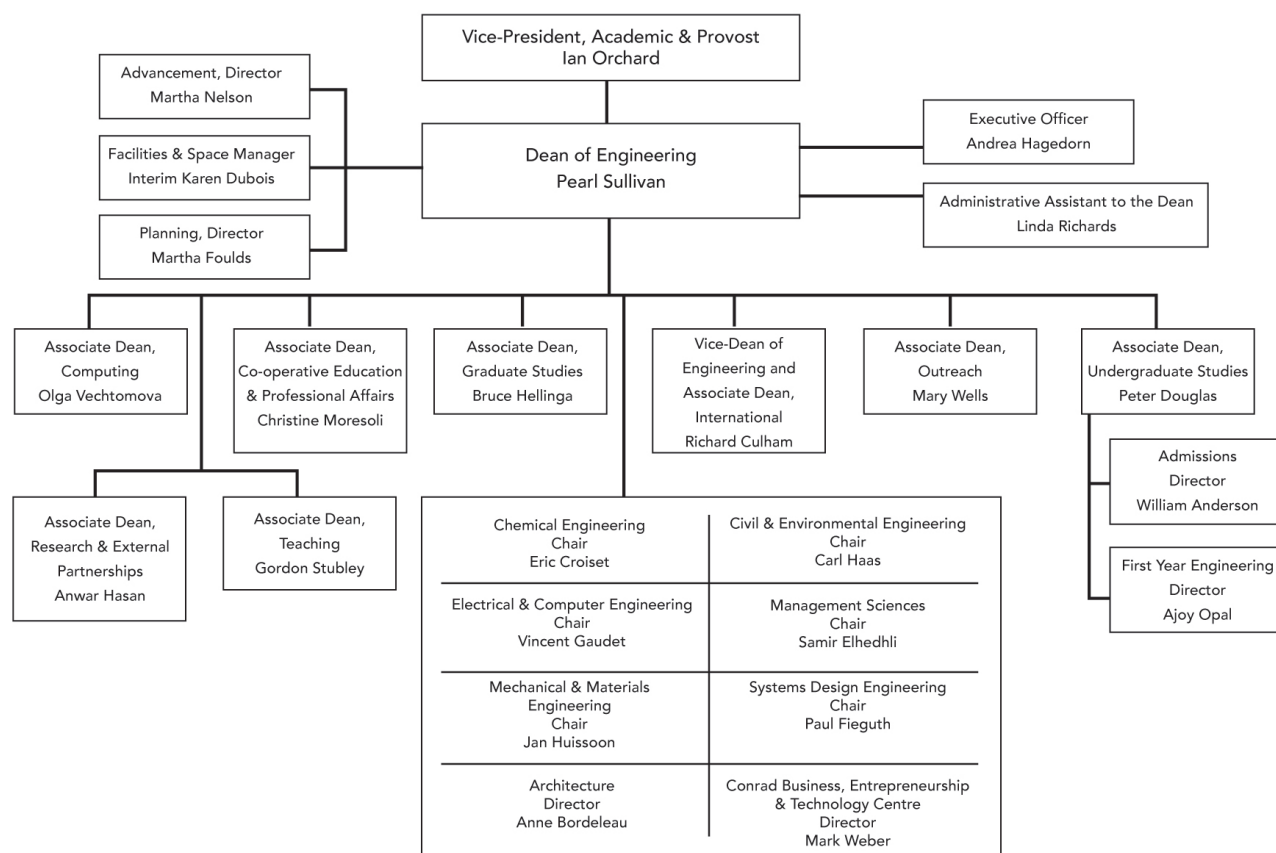 Vice-President, Academic & Provost
Ian Orchard
Advancement, Director
Martha Nelson
Facilities & Space Manager
Interim Karen Dubois
Planning, Director
Martha Foulds
Dean of Engineering
Pearl Sullivan
Executive Officer
Andrea Hagedorn
Administrative Assistant to the Dean
Linda Richards
Associate Dean,
Computing
Olga Vechtomova
Associate Dean,
Co-operative Education
& Professional Affairs
Christine Moresoli
Associate Dean,
Graduate Studies
Bruce Hellinga
Vice-Dean of
Engineering and
Associate Dean,
International
Richard Culham
Associate Dean,
Outreach
Mary Wells
Associate Dean,
Undergraduate Studies
Peter Douglas
Admissions
Director
William Anderson
First Year Engineering
Director
Ajoy Opal
Associate Dean,
Research & External
Partnerships
Anwar Hasan
Associate Dean,
Teaching
Gordon Stubley
Chemical Engineering
Chair
Eric Croiset
Civil & Environmental Engineering
Chair
Carl Haas
Electrical & Computer Engineering
Chair
Vincent Gaudet
Management Sciences
Chair
Samir Elhedhli
Mechanical & Materials
Engineering
Chair
Jan Huissoon
Systems Design Engineering
Chair
Paul Fieguth
Architecture
Director
Anne Bordeleau
Conrad Business, Entrepreneurship
& Technology Centre
Director
Mark Weber